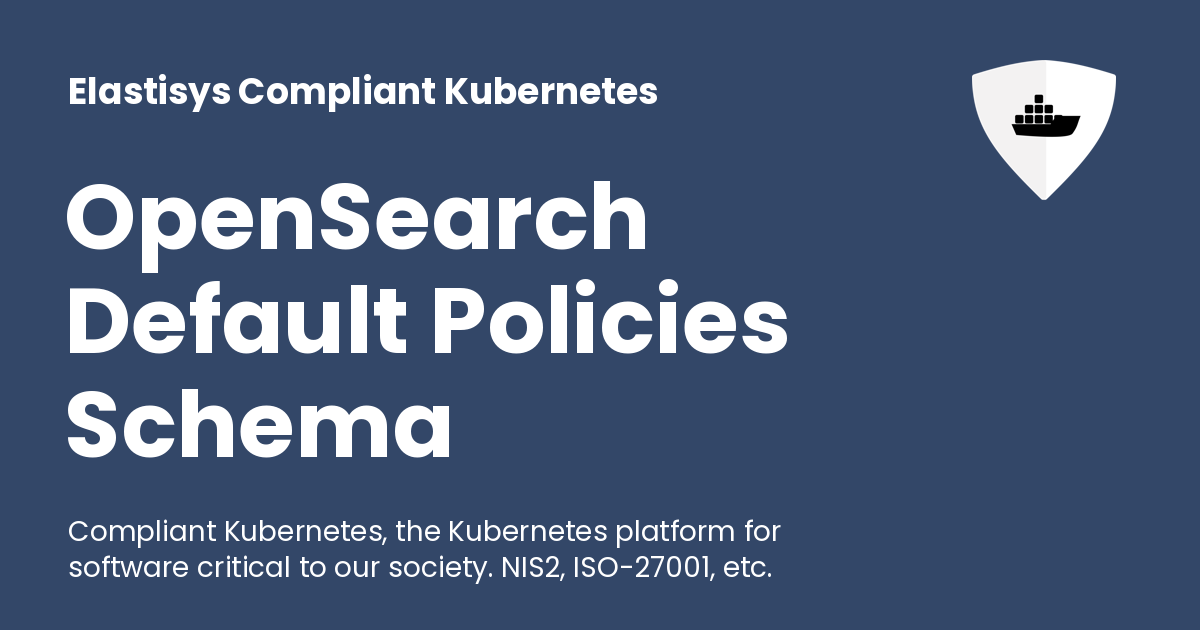 Elastisys Compliant Kubernetes
OpenSearch
Default Policies
Schema
Compliant Kubernetes, the Kubernetes platform for
software critical to our society. NIS2, ISO-27001, etc.